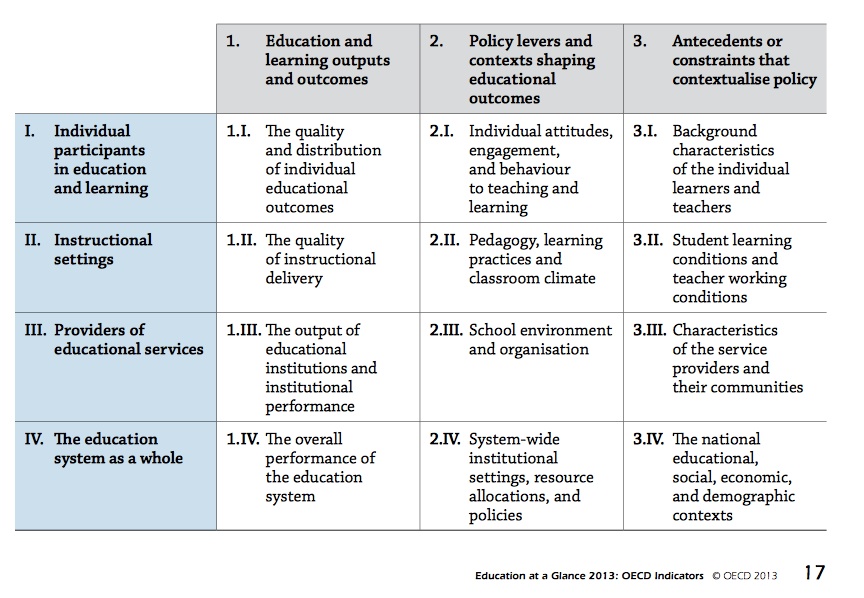 1. Education and
learning outputs
and outcomes
2. Policy levers and
contexts shaping
educational
outcomes
3. Antecedents or
constraints that
contextualise policy
I. Individual
participants
in education
and learning
1.I. The quality
and distribution
of individual
educational
outcomes
2.I. Individual attitudes,
engagement,
and behaviour
to teaching and
learning
3.I. Background
characteristics
of the individual
learners and
teachers
II. Instructional
settings
1.II. The quality
of instructional
delivery
2.II. Pedagogy, learning
practices and
classroom climate
3.II. Student learning
conditions and
teacher working
conditions
III. Providers of
educational services
1.III. The output of
educational
institutions and
institutional
performance
2.III. School environment
and organisation
3.III. Characteristics
of the service
providers and
their communities
IV. The education
system as a whole
1.IV. The overall
performance of
the education
system
2.IV. System-wide
institutional
settings, resource
allocations, and
policies
3.IV. The national
educational,
social, economic,
and demographic
contexts
Education at a Glance 2013: OECD Indicators © OECD 2013 17